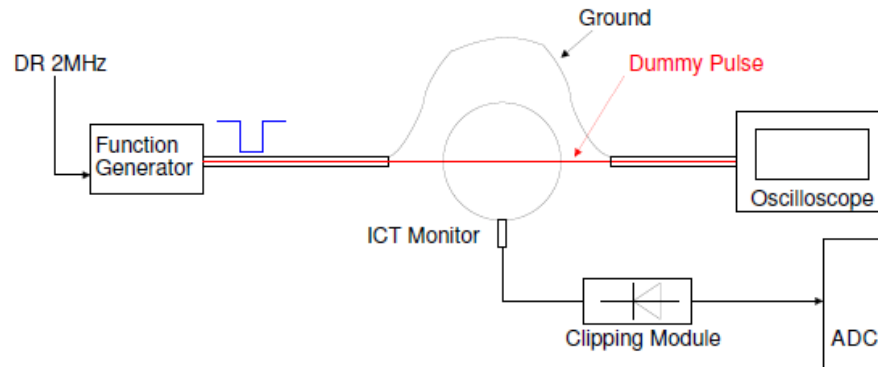 Ground
DR 2MHz
Dummy Pulse
Function
Generator
Oscilloscope
ICT Monitor
Clipping Module
ADC